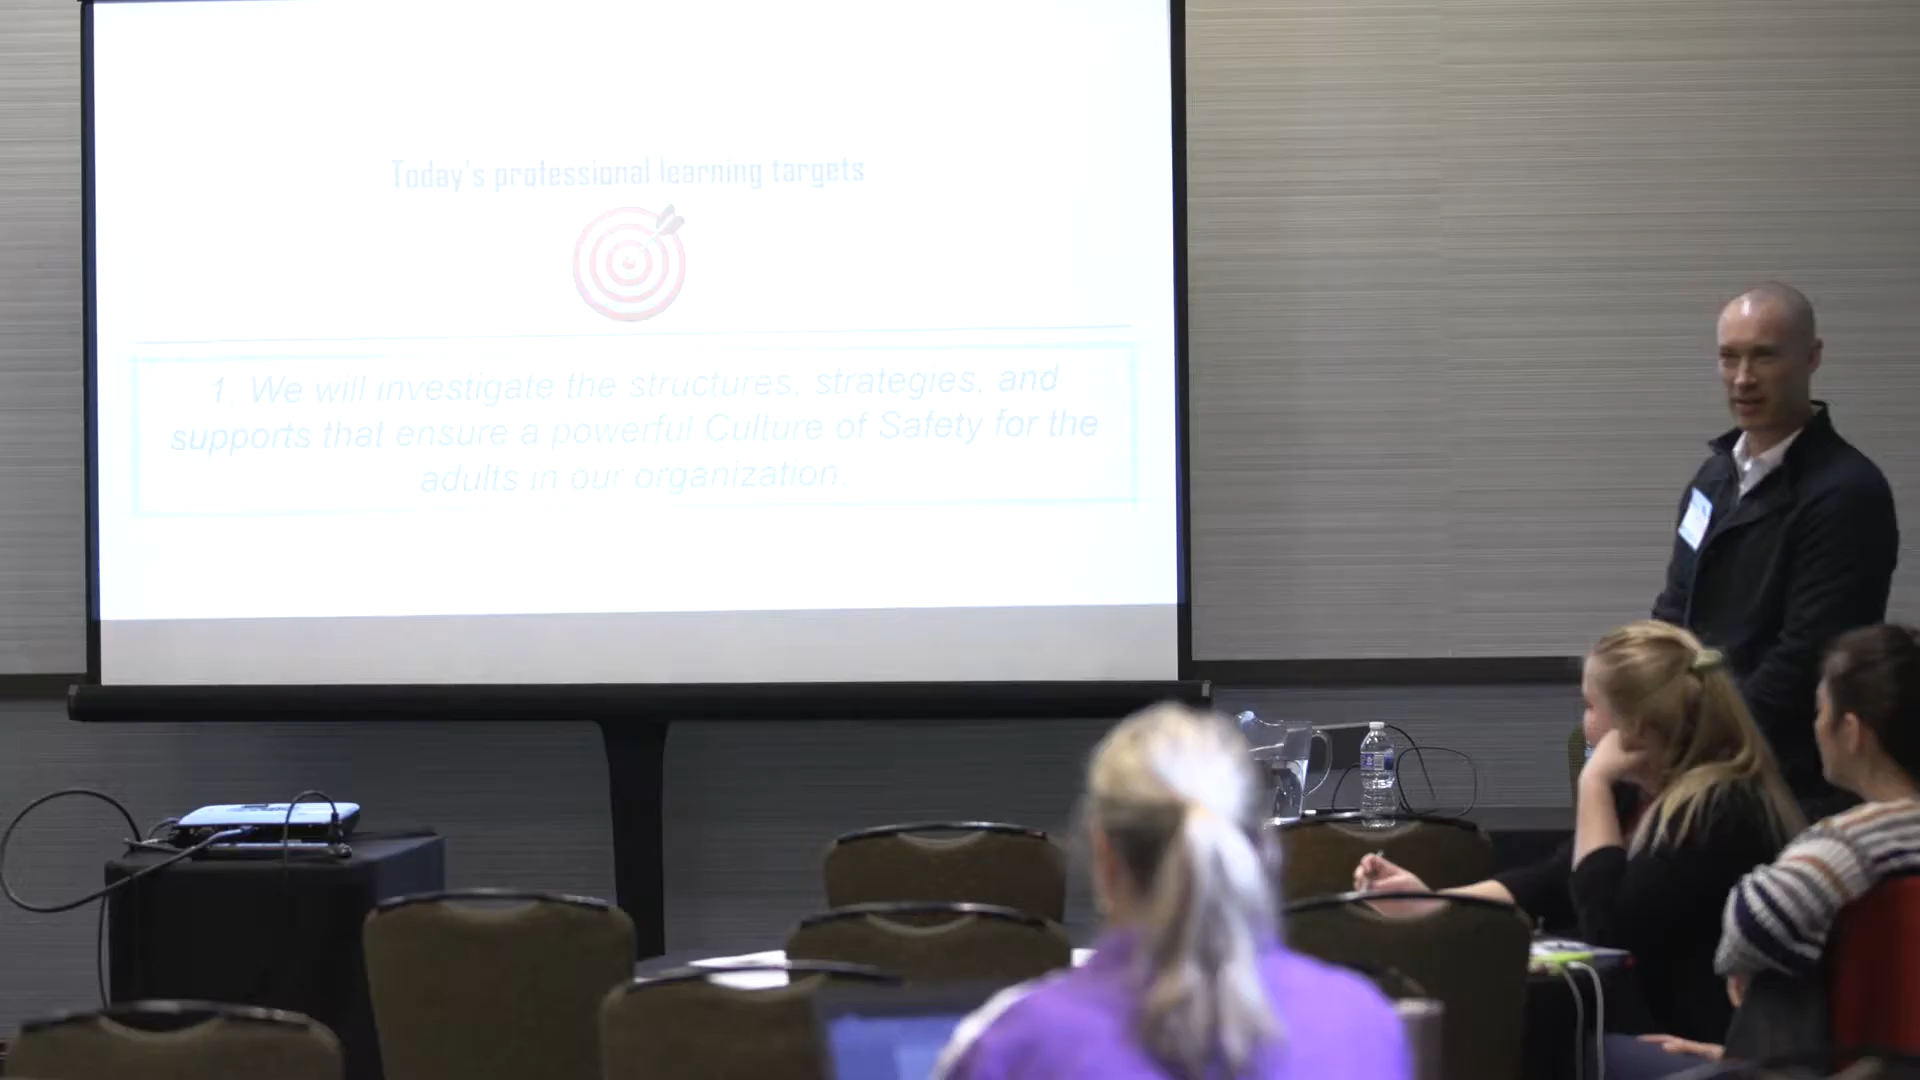 Today's professional learning targets
1. We will investigate the structures, strategies, and
supports that ensure a powerful Culture of Safety for the
adults in our organization.